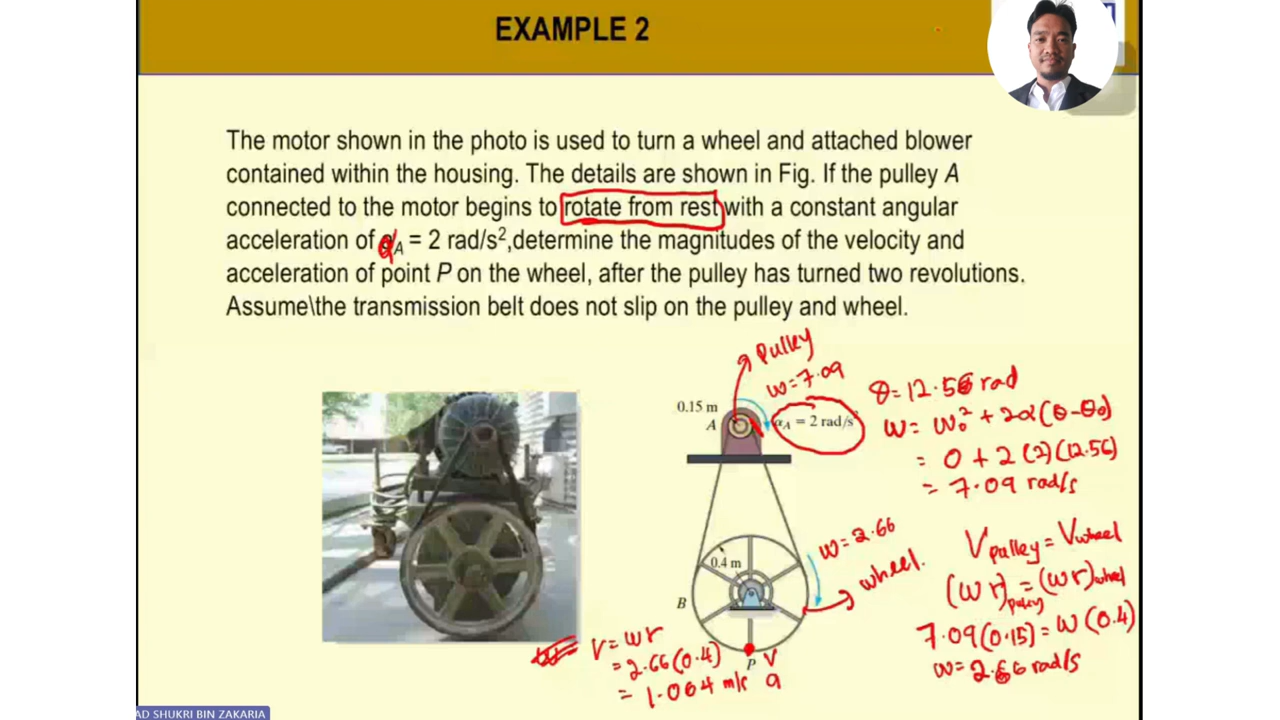 EXAMPLE 2
The motor shown in the photo is used to turn a wheel and attached blower
contained within the housing. The details are shown in Fig. If the pulley A
connected to the motor begins to rotate from rest with a constant angular
acceleration of αA = 2 rad/s²,determine the magnitudes of the velocity and
acceleration of point P on the wheel, after the pulley has turned two revolutions.
Assume\the transmission belt does not slip on the pulley and wheel.
Pulley
ω=7.09
0.15 m
A
αA = 2 rad/s²
θ=12.56 rad
ω= ω₀² + 2α(θ-θ₀)
= 0 + 2 (2)(12.56)
= 7.09 rad/s
ω=2.66
wheel.
0.4 m
B
P
V
a
V pulley = V wheel
(ωr)pulley = (ωr)wheel
7.09(0.15) = ω(0.4)
ω=2.66 rad/s
v= ωr
= 2.66(0.4)
= 1.064 m/s
AD SHUKRI BIN ZAKARIA